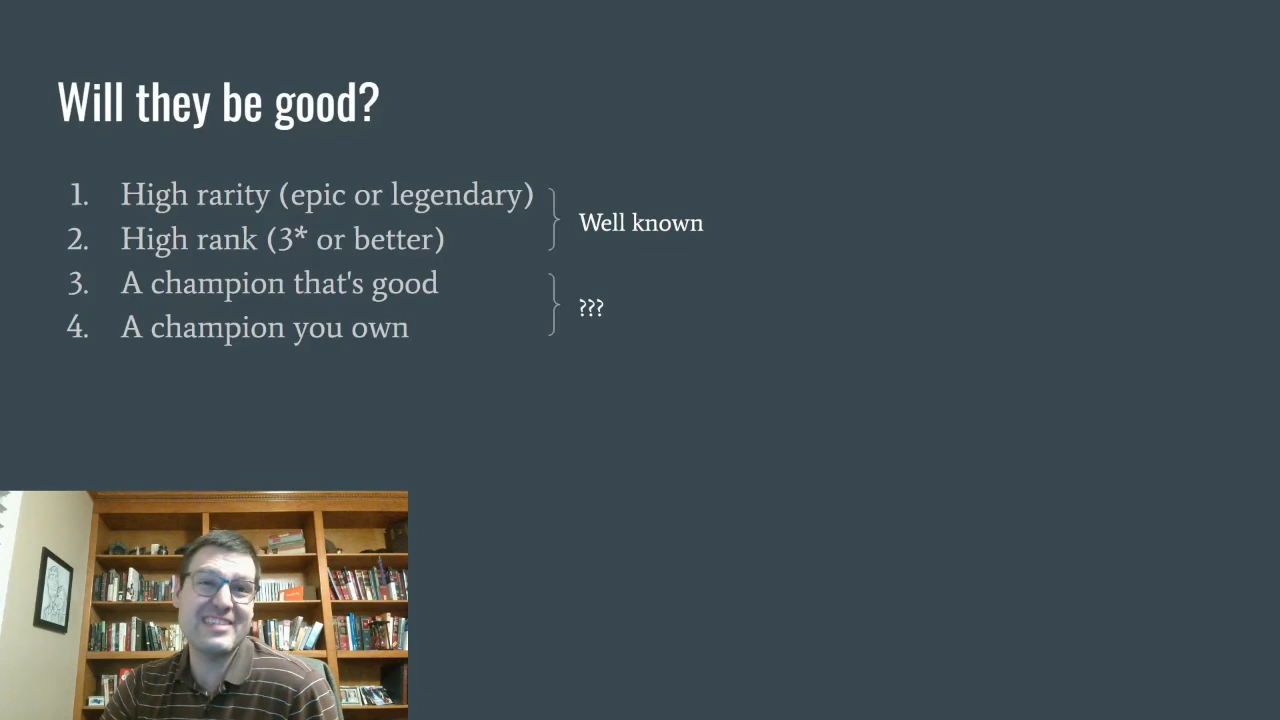 Will they be good?
1. High rarity (epic or legendary)
2. High rank (3* or better)
Well known
3. A champion that's good
4. A champion you own
???